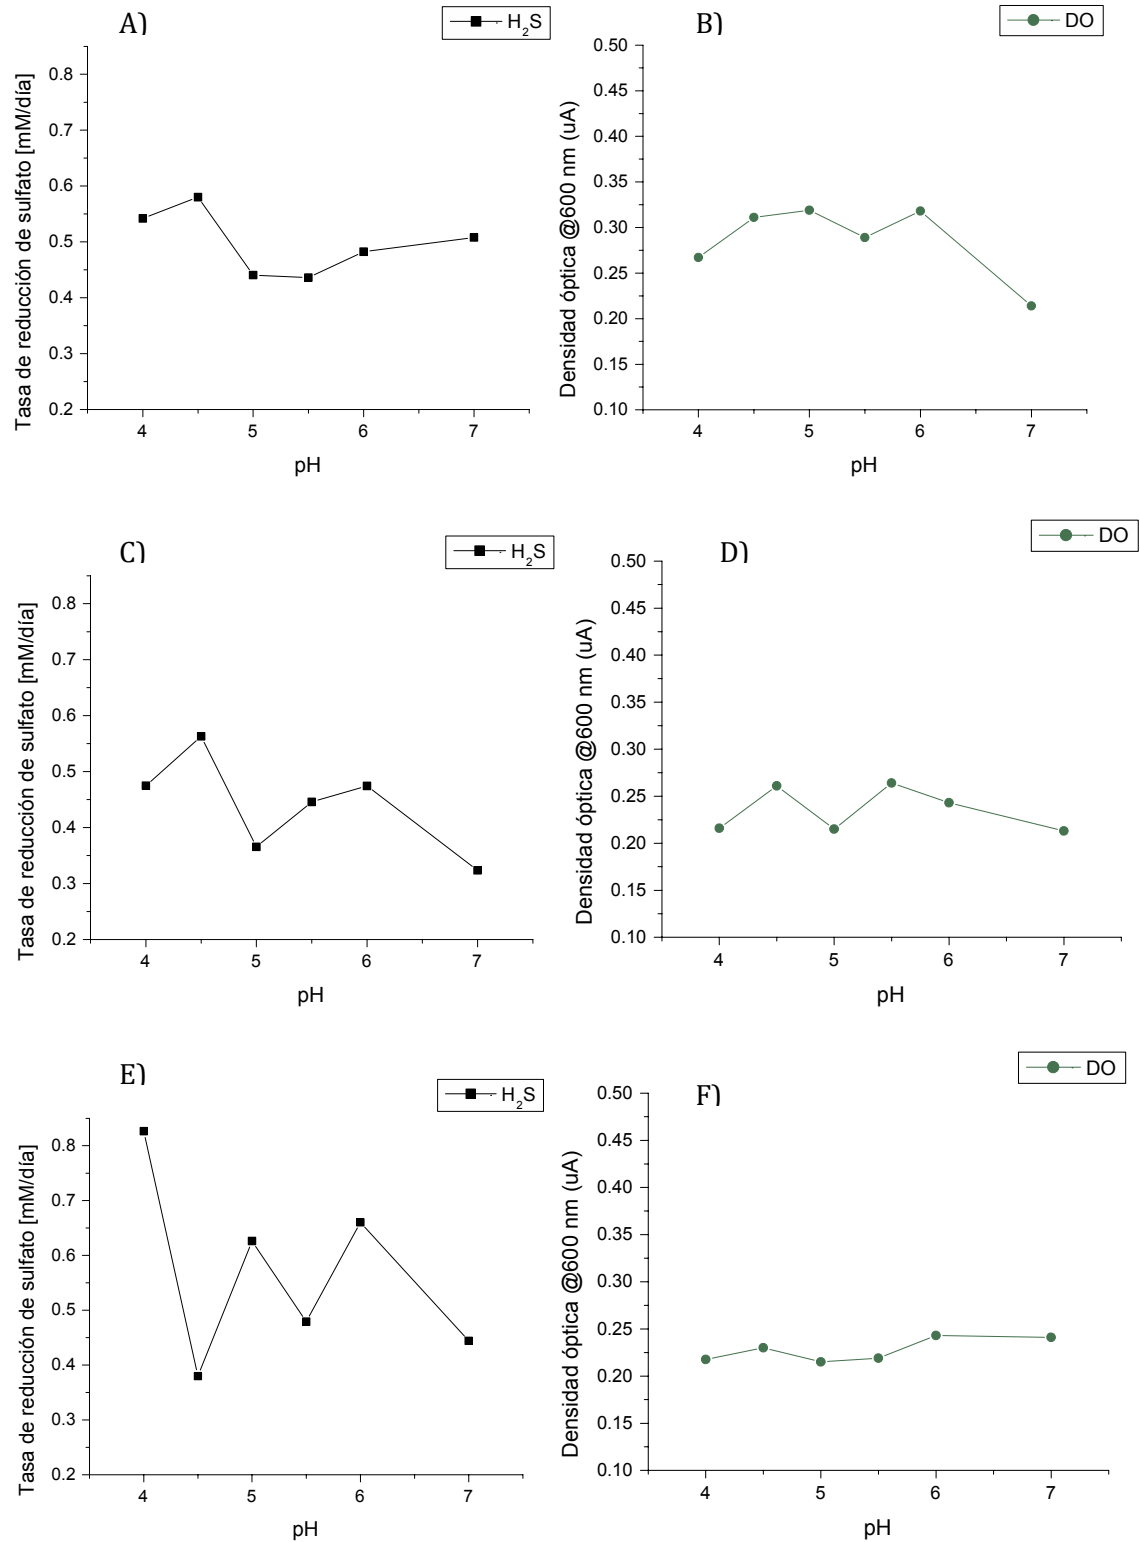 A)
H2S
Tasa de reducción de sulfato [mM/día]
0.8
0.7
0.6
0.5
0.4
0.3
0.2
4 5 6 7
pH
B)
DO
Densidad óptica @600 nm (uA)
0.50
0.45
0.40
0.35
0.30
0.25
0.20
0.15
0.10
4 5 6 7
pH
C)
H2S
Tasa de reducción de sulfato [mM/día]
0.8
0.7
0.6
0.5
0.4
0.3
0.2
4 5 6 7
pH
D)
DO
Densidad óptica @600 nm (uA)
0.50
0.45
0.40
0.35
0.30
0.25
0.20
0.15
0.10
4 5 6 7
pH
E)
H2S
Tasa de reducción de sulfato [mM/día]
0.8
0.7
0.6
0.5
0.4
0.3
0.2
4 5 6 7
pH
F)
DO
Densidad óptica @600 nm (uA)
0.50
0.45
0.40
0.35
0.30
0.25
0.20
0.15
0.10
4 5 6 7
pH